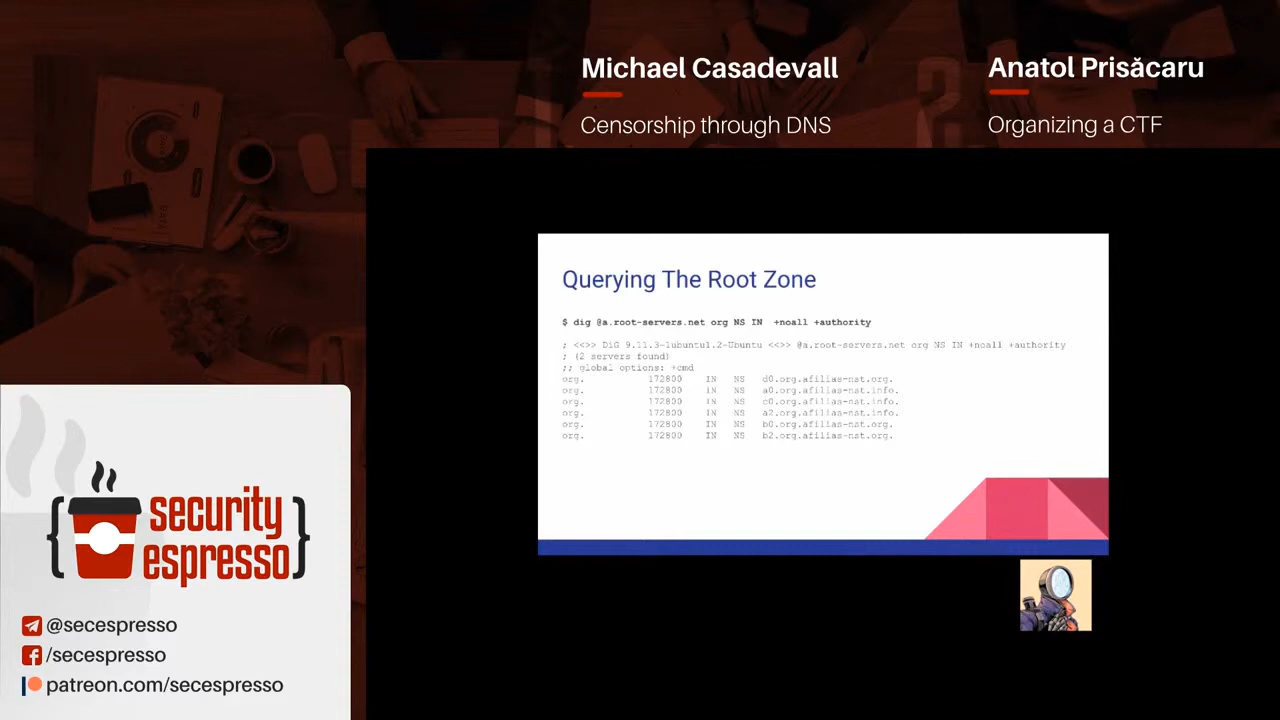 Michael Casadevall
Censorship through DNS
Anatol Prisăcaru
Organizing a CTF
Querying The Root Zone
$ dig @a.root-servers.net org NS IN +noall +authority
; <<>> DiG 9.11.3-1ubuntu1.2-Ubuntu <<>> @a.root-servers.net org NS IN +noall +authority
; (2 servers found)
;; global options: +cmd
org. 172800 IN NS d0.org.afilias-nst.org.
org. 172800 IN NS a0.org.afilias-nst.info.
org. 172800 IN NS c0.org.afilias-nst.info.
org. 172800 IN NS a2.org.afilias-nst.info.
org. 172800 IN NS b0.org.afilias-nst.org.
org. 172800 IN NS b2.org.afilias-nst.org.
security
espresso
@secespresso
/secespresso
patreon.com/secespresso